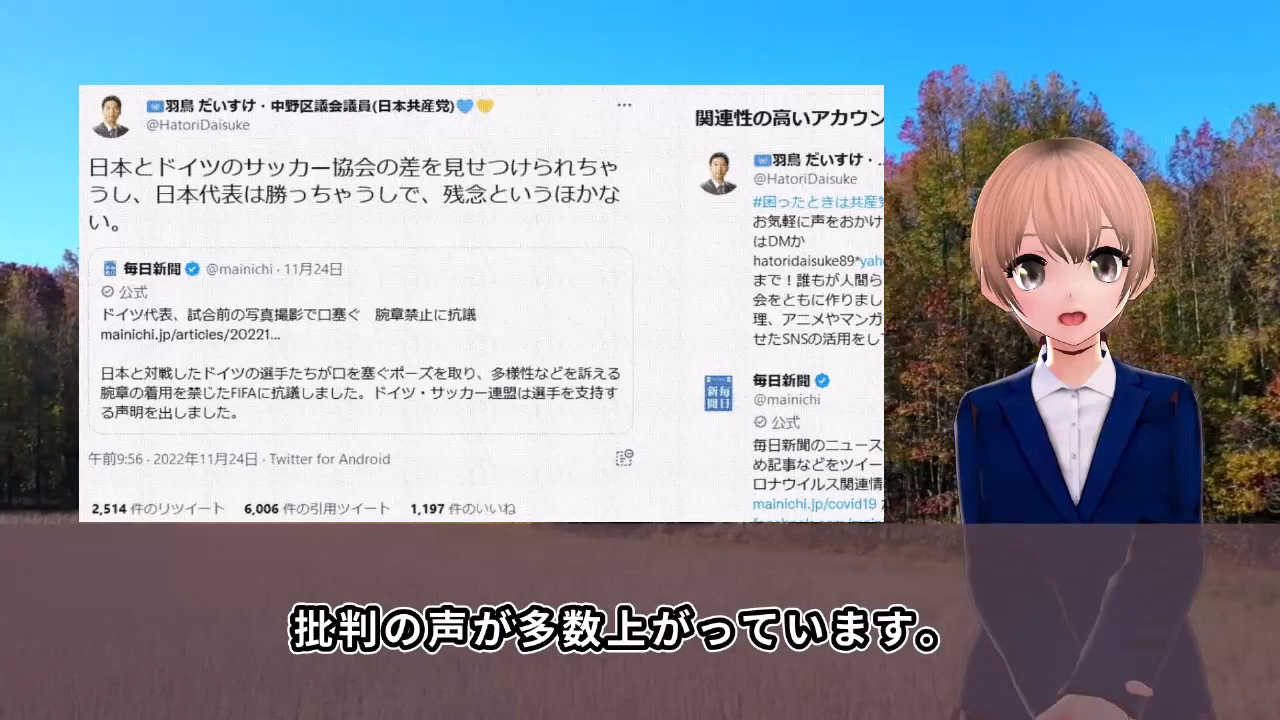 羽鳥 だいすけ・中野区議会議員(日本共産党)
@HatoriDaisuke
日本とドイツのサッカー協会の差を見せつけられちゃ
うし、日本代表は勝っちゃうしで、残念というほかな
い。
毎日新聞 @mainichi · 11月24日
公式
ドイツ代表、試合前の写真撮影で口塞ぐ 腕章禁止に抗議
mainichi.jp/articles/20221...
日本と対戦したドイツの選手たちが口を塞ぐポーズを取り、多様性などを訴える
腕章の着用を禁じたFIFAに抗議しました。ドイツ・サッカー連盟は選手を支持す
る声明を出しました。
午前9:56 · 2022年11月24日 · Twitter for Android
2,514 件のリツイート 6,006 件の引用ツイート 1,197 件のいいね
関連性の高いアカウン
羽鳥 だいすけ・..
@HatoriDaisuke
#困ったときは共産党
お気軽に声をおかけ
はDMか
hatoridaisuke89*yah
まで！誰もが人間ら
会をともに作りまし
理、アニメやマンガ
せたSNSの活用をして
毎日新聞
@mainichi
公式
毎日新聞のニュース
め記事などをツイー
ロナウイルス関連情
mainichi.jp/covid19
批判の声が多数上がっています。